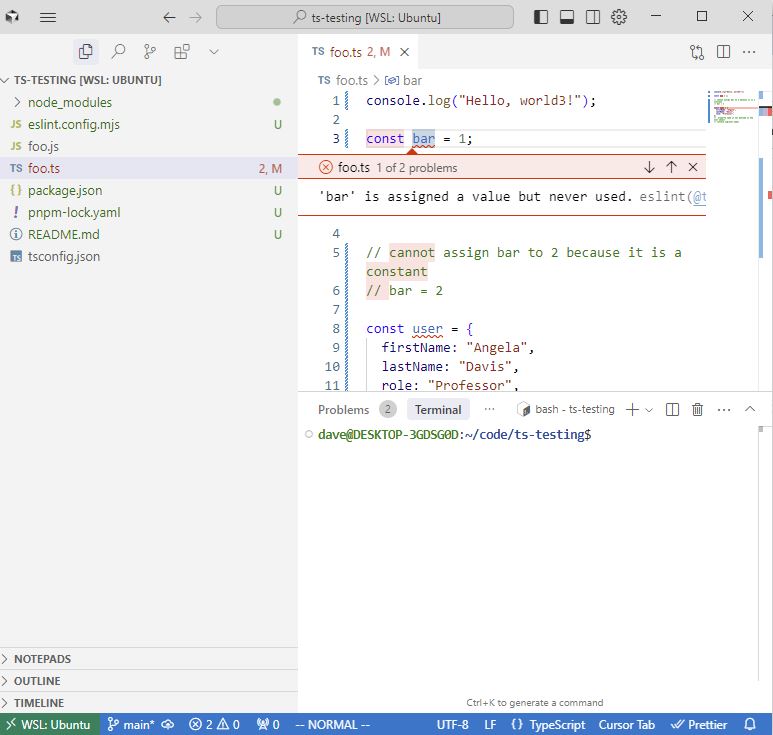 ts-testing [WSL: Ubuntu]
TS-TESTING [WSL: UBUNTU]
node_modules
JS eslint.config.mjs U
JS foo.js
TS foo.ts 2, M
{} package.json U
! pnpm-lock.yaml U
README.md U
TS tsconfig.json
NOTEPADS
OUTLINE
TIMELINE
TS foo.ts 2, M
TS foo.ts > bar
1 console.log("Hello, world3!");
2
3 const bar = 1;
foo.ts 1 of 2 problems
'bar' is assigned a value but never used. eslint(@t
4
5 // cannot assign bar to 2 because it is a
constant
6 // bar = 2
7
8 const user = {
9 firstName: "Angela",
10 lastName: "Davis",
11 role: "Professor",
Problems 2 Terminal ··· bash - ts-testing
dave@DESKTOP-3GDSG0D:~/code/ts-testing$
Ctrl+K to generate a command
WSL: Ubuntu main* 2 0 0 -- NORMAL -- UTF-8 LF {} TypeScript Cursor Tab Prettier